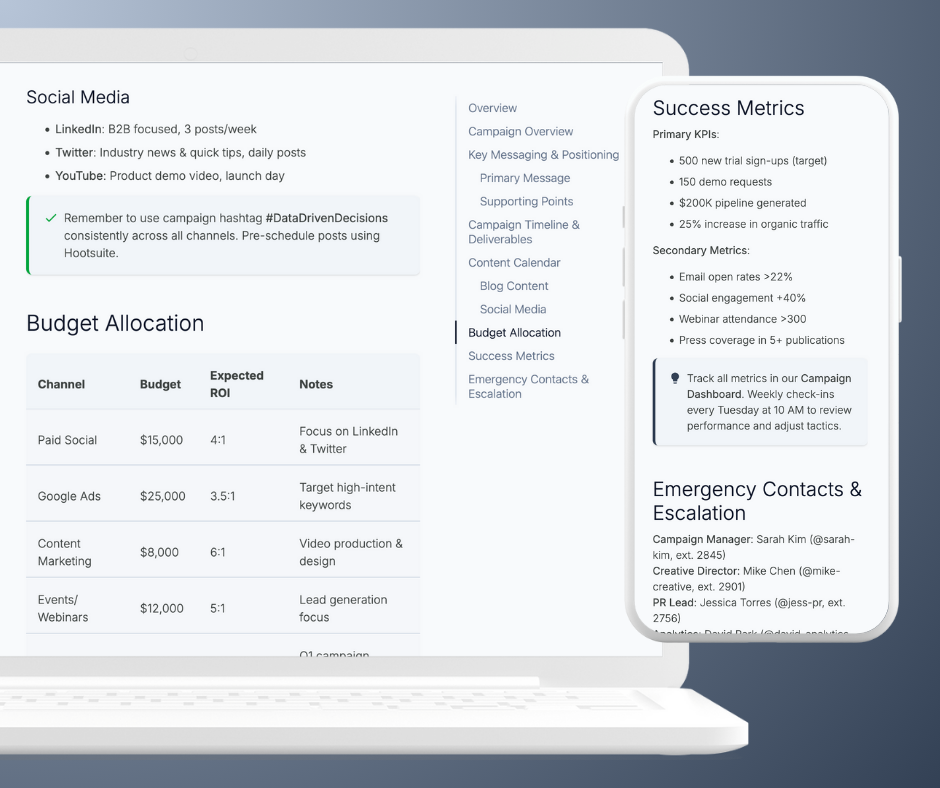 Social Media
• LinkedIn: B2B focused, 3 posts/week
• Twitter: Industry news & quick tips, daily posts
• YouTube: Product demo video, launch day
Remember to use campaign hashtag #DataDrivenDecisions
consistently across all channels. Pre-schedule posts using
Hootsuite.
Budget Allocation
Channel Budget Expected ROI Notes
Paid Social $15,000 4:1 Focus on LinkedIn & Twitter
Google Ads $25,000 3.5:1 Target high-intent keywords
Content Marketing $8,000 6:1 Video production & design
Events/ Webinars $12,000 5:1 Lead generation focus
Q1 campaign
Overview
Campaign Overview
Key Messaging & Positioning
Primary Message
Supporting Points
Campaign Timeline &
Deliverables
Content Calendar
Blog Content
Social Media
Budget Allocation
Success Metrics
Emergency Contacts &
Escalation
Success Metrics
Primary KPIs:
• 500 new trial sign-ups (target)
• 150 demo requests
• $200K pipeline generated
• 25% increase in organic traffic
Secondary Metrics:
• Email open rates >22%
• Social engagement +40%
• Webinar attendance >300
• Press coverage in 5+ publications
Track all metrics in our Campaign
Dashboard. Weekly check-ins
every Tuesday at 10 AM to review
performance and adjust tactics.
Emergency Contacts &
Escalation
Campaign Manager: Sarah Kim (@sarah-
kim, ext. 2845)
Creative Director: Mike Chen (@mike-
creative, ext. 2901)
PR Lead: Jessica Torres (@jess-pr, ext.
2756)
Analytics: David Park (@david-analytics